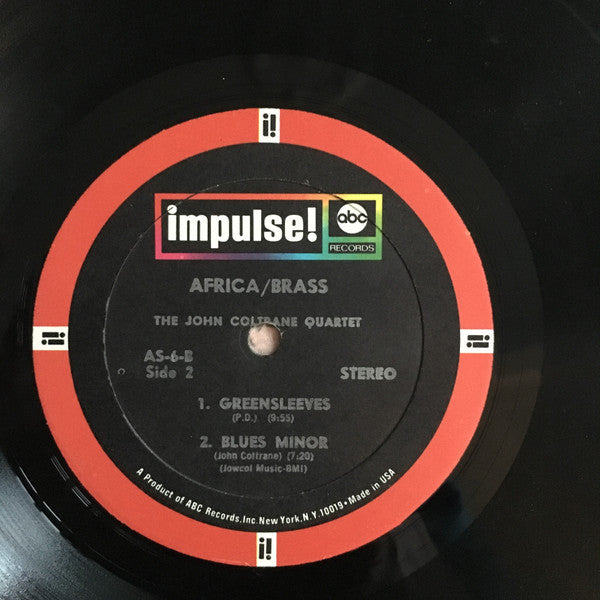 i!
impulse!
abc
RECORDS
AFRICA/BRASS
THE JOHN COLTRANE QUARTET
AS-6-B
Side 2
STEREO
1. GREENSLEEVES
(P.D.) (9:55)
2. BLUES MINOR
(John Coltrane) (7:20)
(Jowcol Music-BMI)
A Product of ABC Records, Inc. New York, N.Y. 10019 • Made in USA
i!
i!
i!